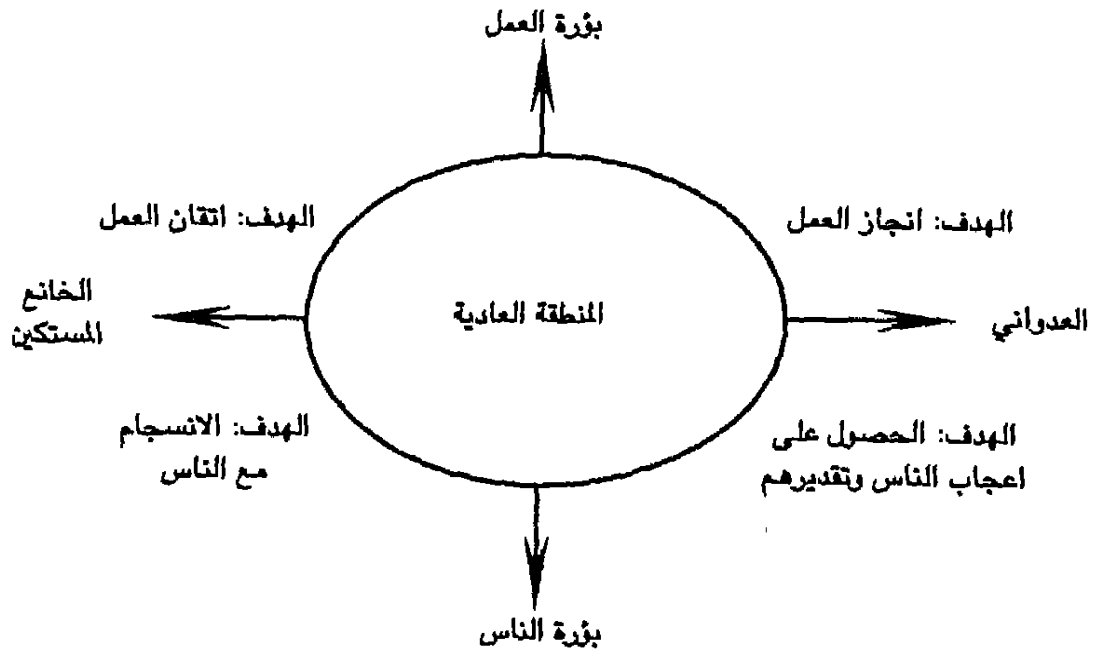 بؤرة العمل
الهدف: انجاز العمل
الهدف: اتقان العمل
العدواني
المنطقة العادية
الخانع
المستكين
الهدف: الحصول على
اعجاب الناس وتقديرهم
الهدف: الانسجام
مع الناس
بؤرة الناس